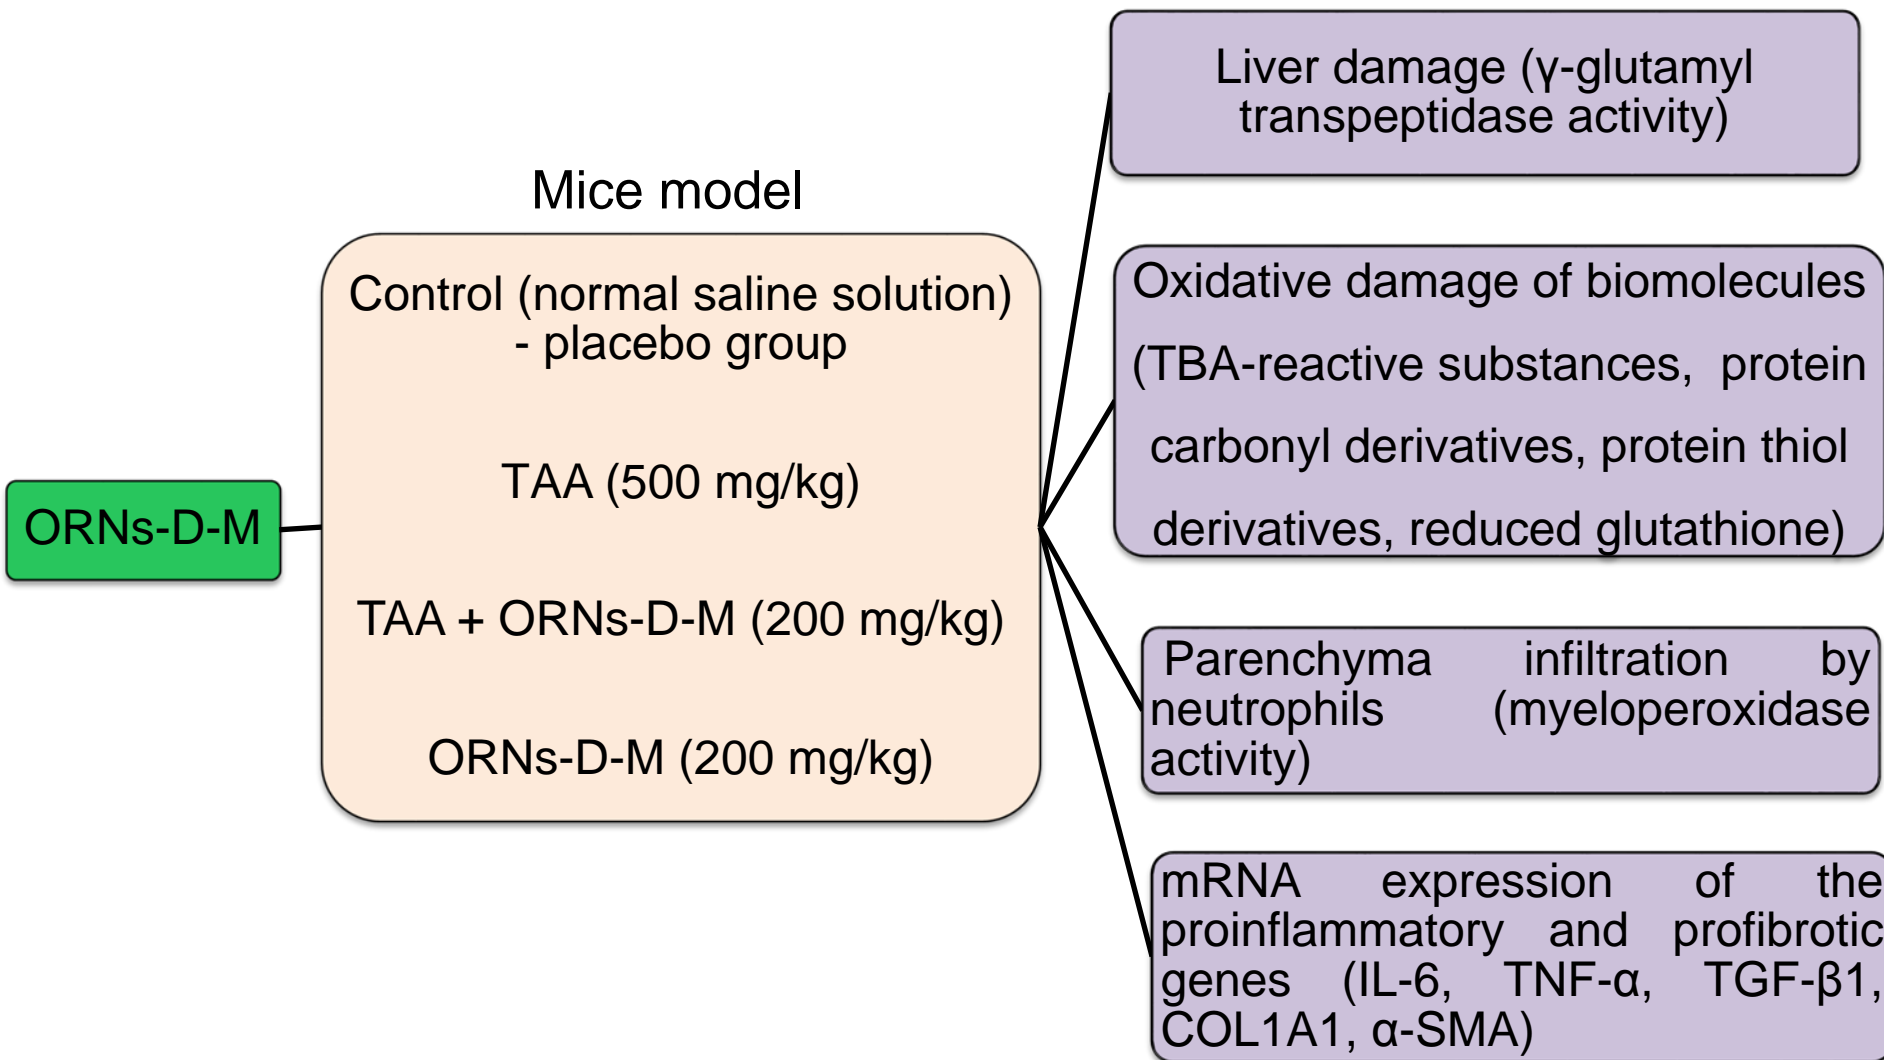 ORNs-D-M
Mice model
Control (normal saline solution)
- placebo group
TAA (500 mg/kg)
TAA + ORNs-D-M (200 mg/kg)
ORNs-D-M (200 mg/kg)
Liver damage (γ-glutamyl
transpeptidase activity)
Oxidative damage of biomolecules
(TBA-reactive substances, protein
carbonyl derivatives, protein thiol
derivatives, reduced glutathione)
Parenchyma infiltration by
neutrophils (myeloperoxidase
activity)
mRNA expression of the
proinflammatory and profibrotic
genes (IL-6, TNF-α, TGF-β1,
COL1A1, α-SMA)